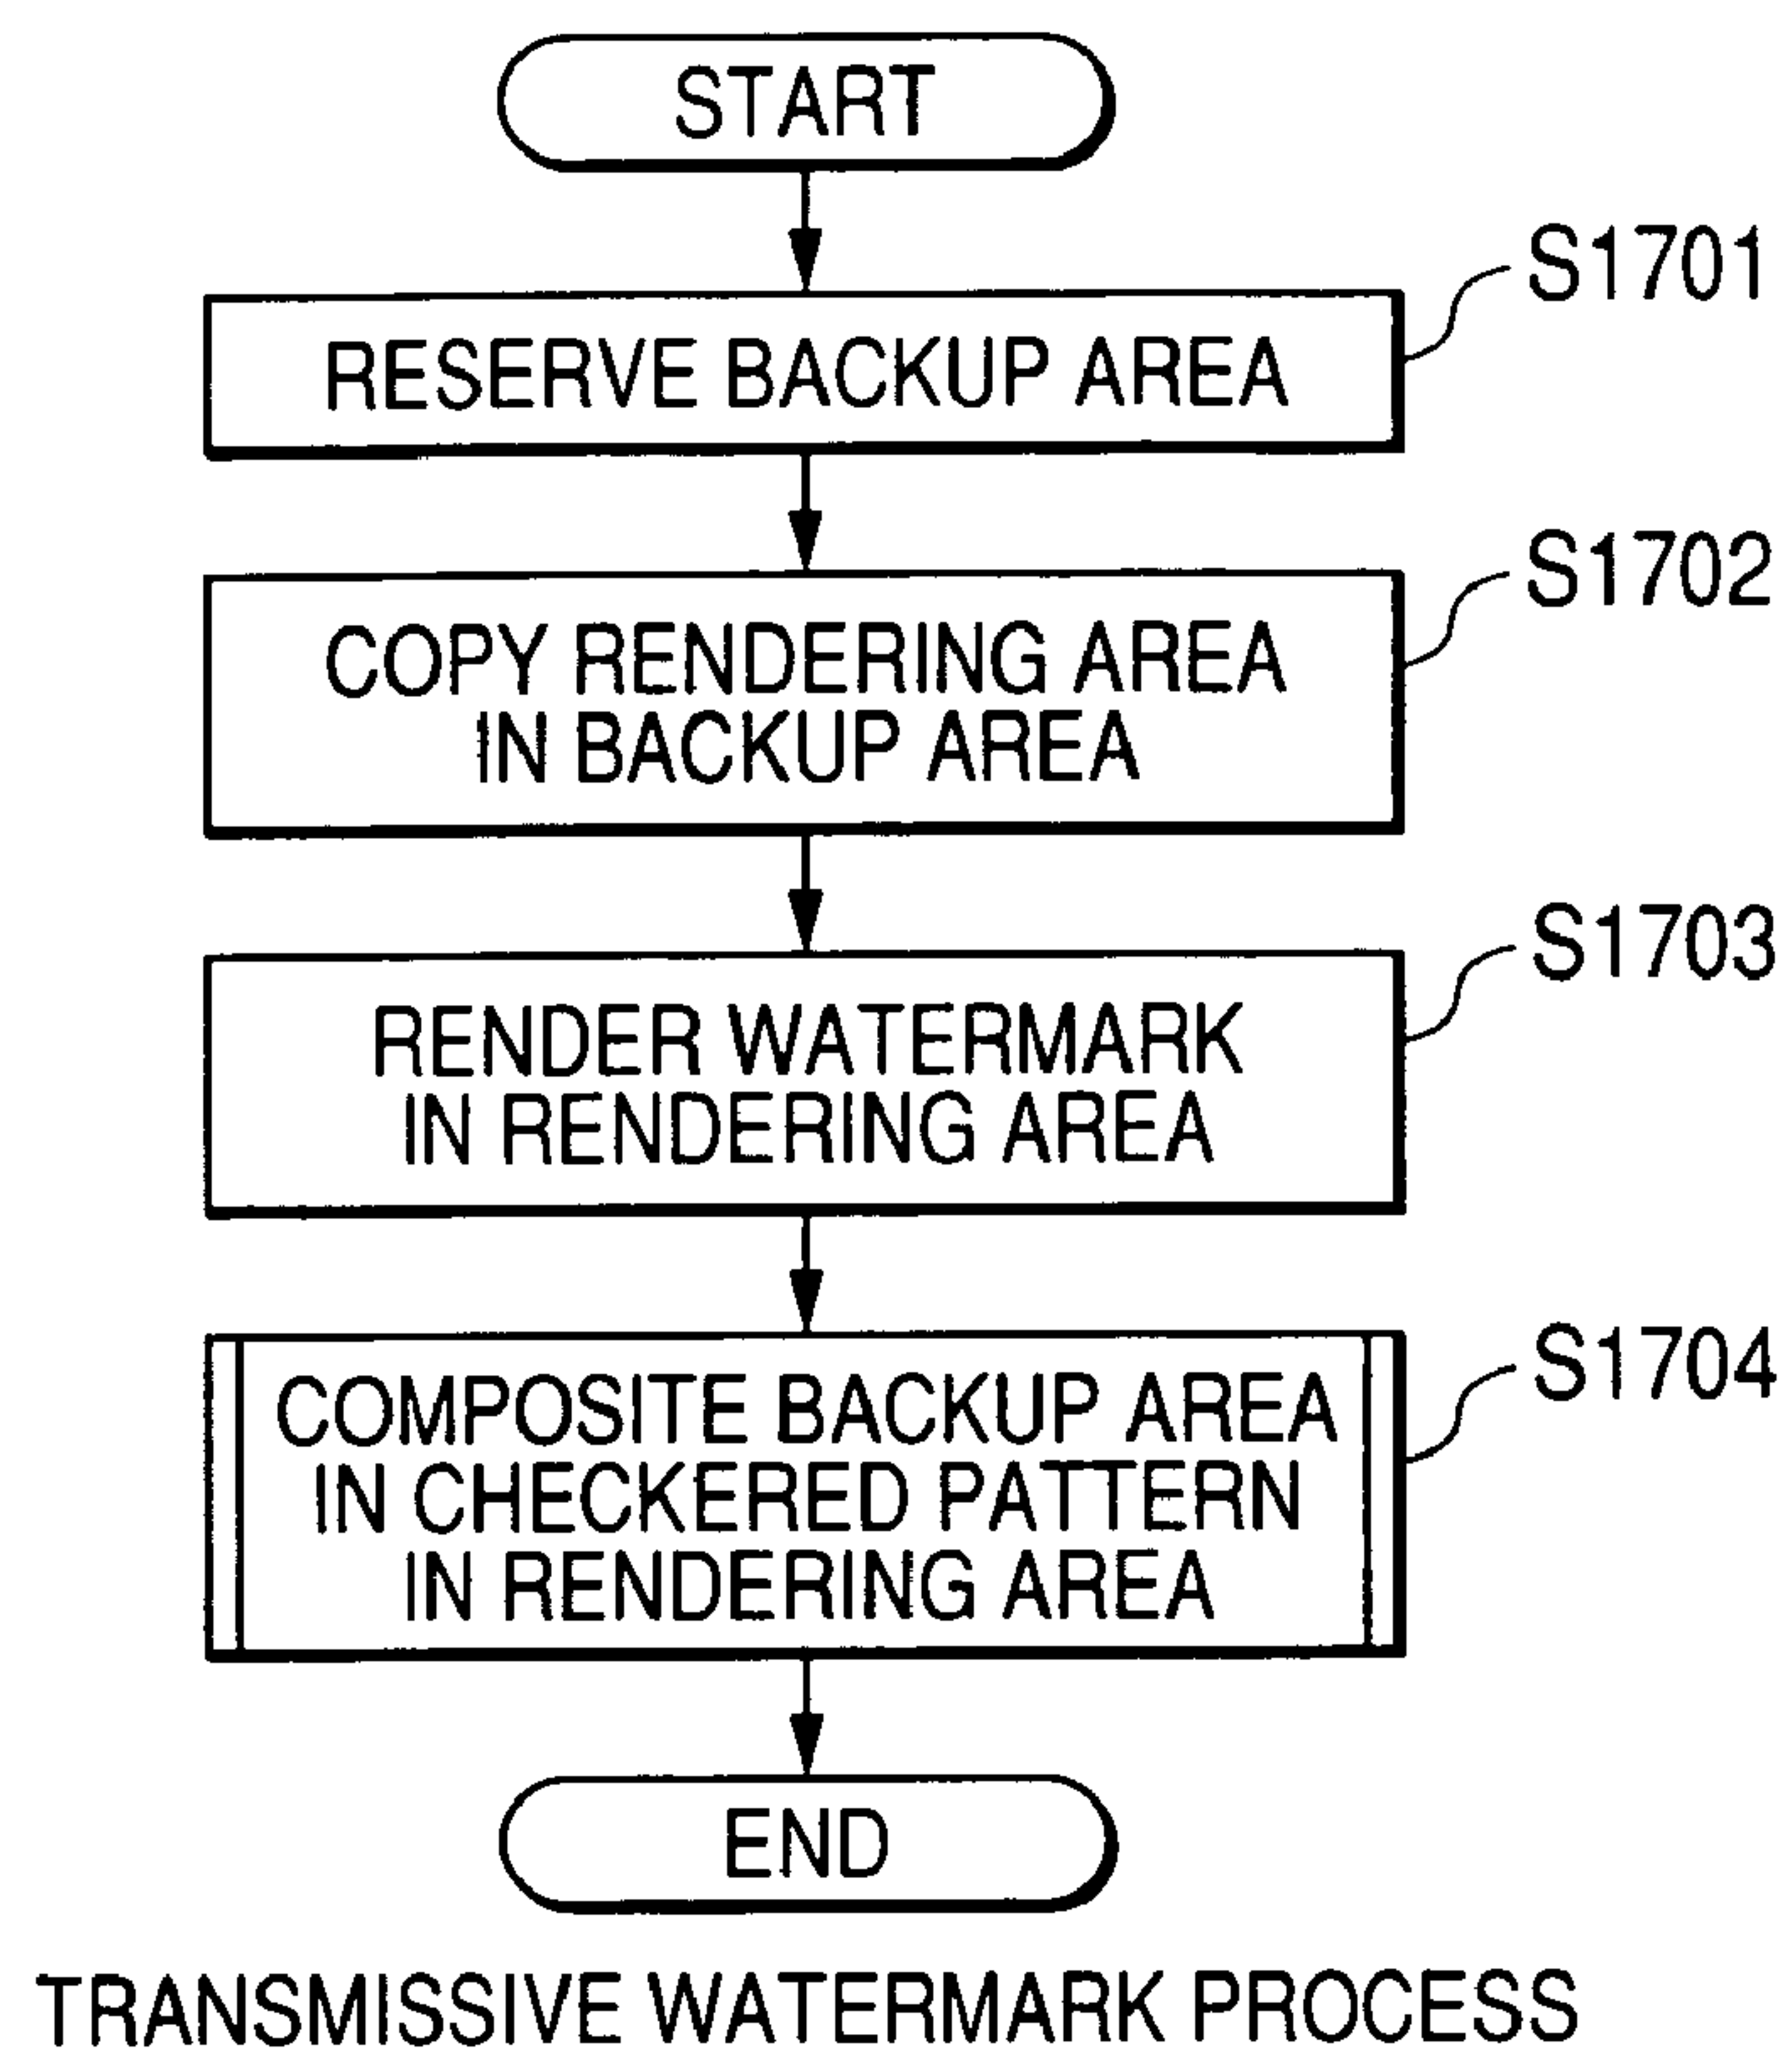 START
S1701
RESERVE BACKUP AREA
S1702
COPY RENDERING AREA
IN BACKUP AREA
S1703
RENDER WATERMARK
IN RENDERING AREA
S1704
COMPOSITE BACKUP AREA
IN CHECKERED PATTERN
IN RENDERING AREA
END
TRANSMISSIVE WATERMARK PROCESS